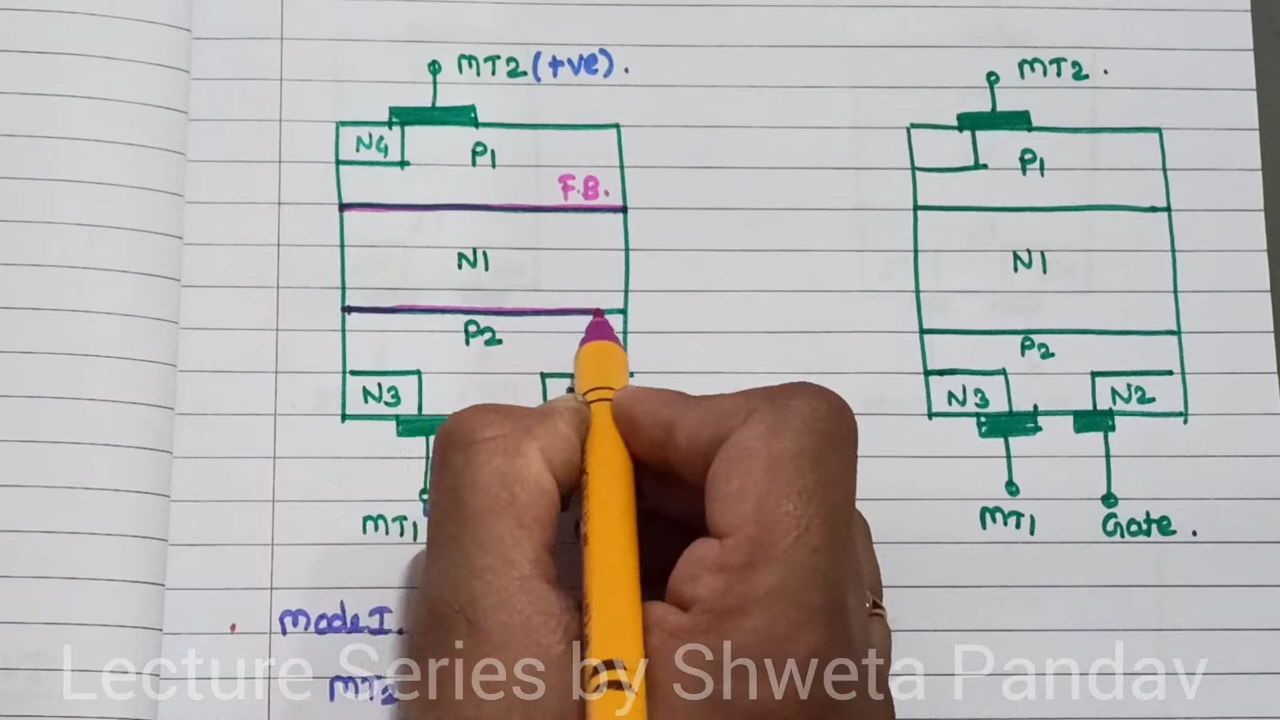 MT2 (+ve).
N4
P1
F.B.
N1
P2
N3
MT1
MT2.
P1
N1
P2
N3
N2
MT1
Gate.
Mode I.
MT2
Lecture Series by Shweta Pandav